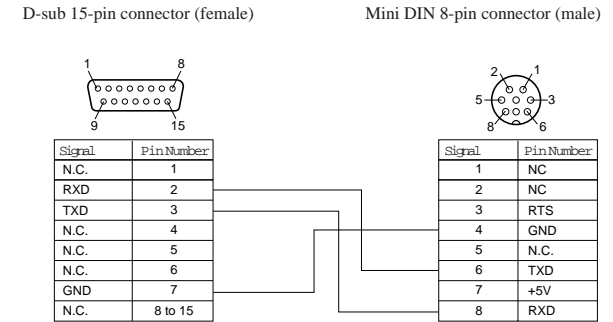 D-sub 15-pin connector (female) Mini DIN 8-pin connector (male)
1 8
9 15
2 1
5 3
8 6
Signal Pin Number
N.C. 1
RXD 2
TXD 3
N.C. 4
N.C. 5
N.C. 6
GND 7
N.C. 8 to 15
Signal Pin Number
1 NC
2 NC
3 RTS
4 GND
5 N.C.
6 TXD
7 +5V
8 RXD